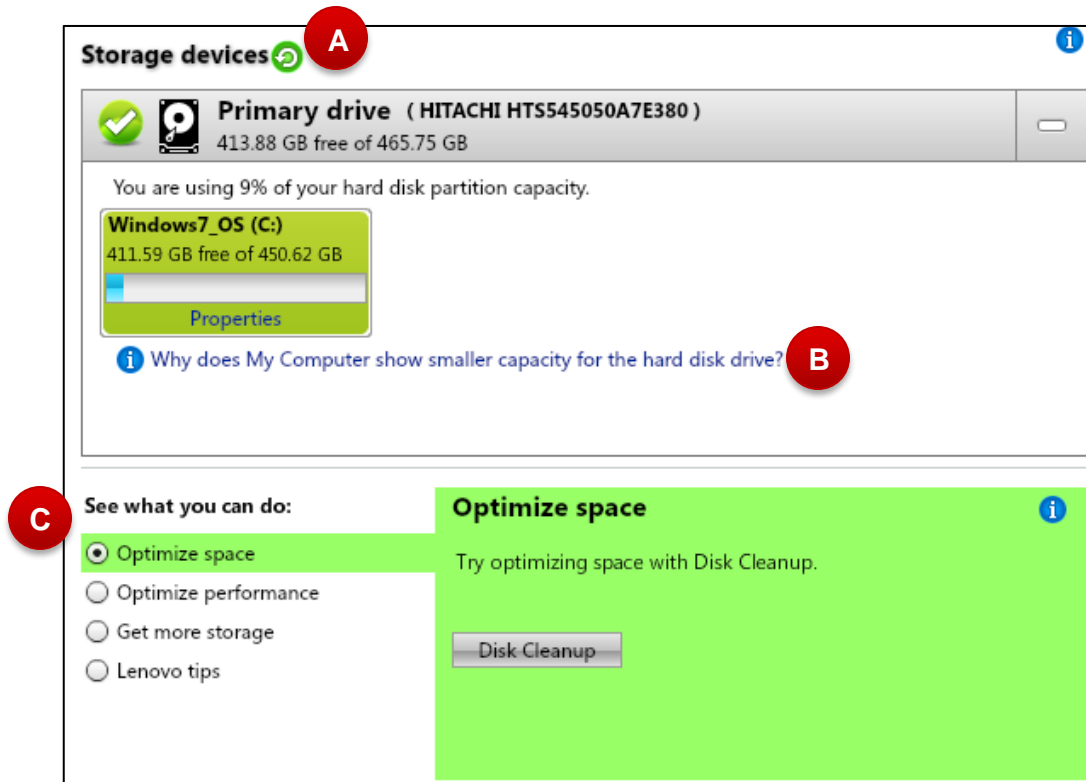 A
Storage devices
Primary drive ( HITACHI HTS545050A7E380 )
413.88 GB free of 465.75 GB
You are using 9% of your hard disk partition capacity.
Windows7_OS (C:)
411.59 GB free of 450.62 GB
Properties
Why does My Computer show smaller capacity for the hard disk drive?
B
C
See what you can do:
Optimize space
Optimize performance
Get more storage
Lenovo tips
Optimize space
Try optimizing space with Disk Cleanup.
Disk Cleanup